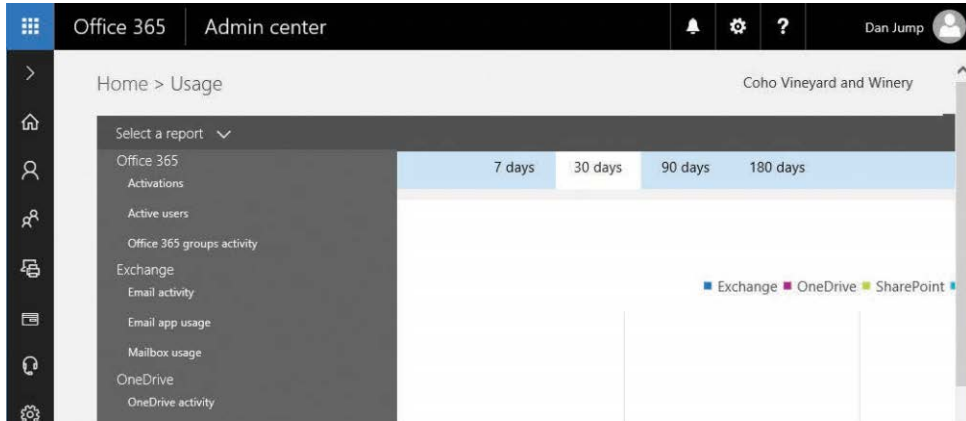 Office 365 Admin center ? Dan Jump
Home > Usage Coho Vineyard and Winery
Select a report
Office 365
7 days 30 days 90 days 180 days
Activations
Active users
Office 365 groups activity
Exchange
Email activity
Exchange OneDrive SharePoint
Email app usage
Mailbox usage
OneDrive
OneDrive activity